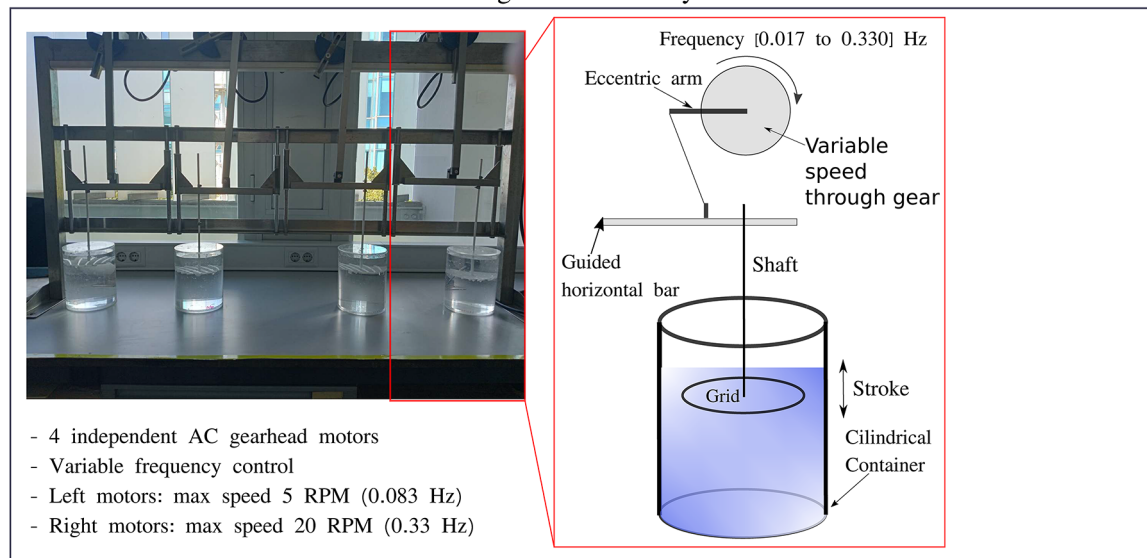 Frequency [0.017 to 0.330] Hz
Eccentric arm
Variable
speed
through gear
Guided
horizontal bar
Shaft
Grid
Stroke
Cilindrical
Container
- 4 independent AC gearhead motors
- Variable frequency control
- Left motors: max speed 5 RPM (0.083 Hz)
- Right motors: max speed 20 RPM (0.33 Hz)